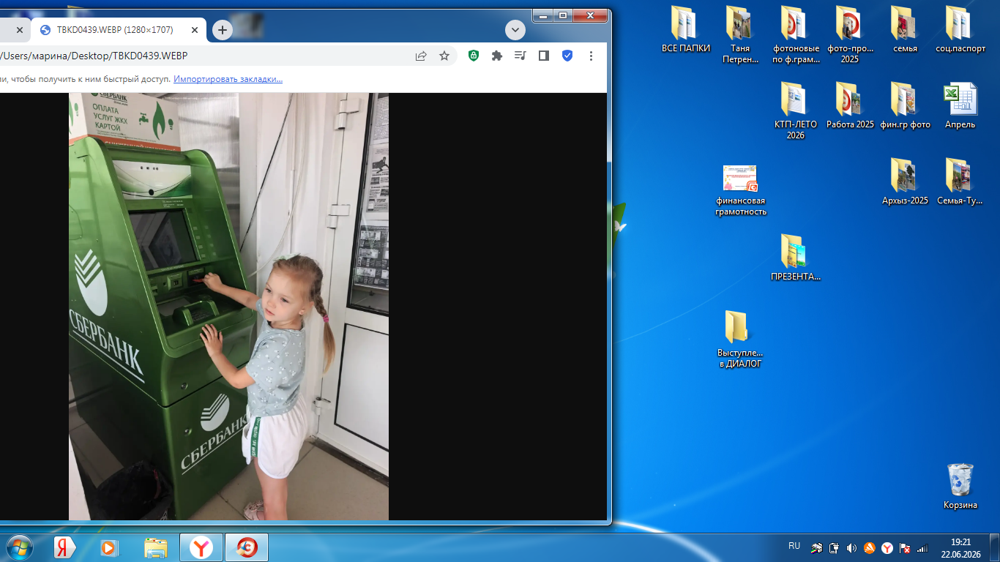 TBKD0439.WEBP (1280×1707)
/Users/марина/Desktop/TBKD0439.WEBP
ли, чтобы получить к ним быстрый доступ. Импортировать закладки...
СБЕРБАНК
ОПЛАТА
УСЛУГ ЖКХ
КАРТОЙ
СБЕРБАНК
СБЕРБАНК
ВСЕ ПАПКИ
Таня
Петрен...
фотоновые
по ф.грам...
фото-про...
2025
семья
соц.паспорт
КТП-ЛЕТО
2026
Работа 2025
фин.гр фото
Апрель
финансовая
грамотность
Архыз-2025
Семья-Ту...
ПРЕЗЕНТА...
Выступле...
в ДИАЛОГ
Корзина
RU
19:21
22.06.2026